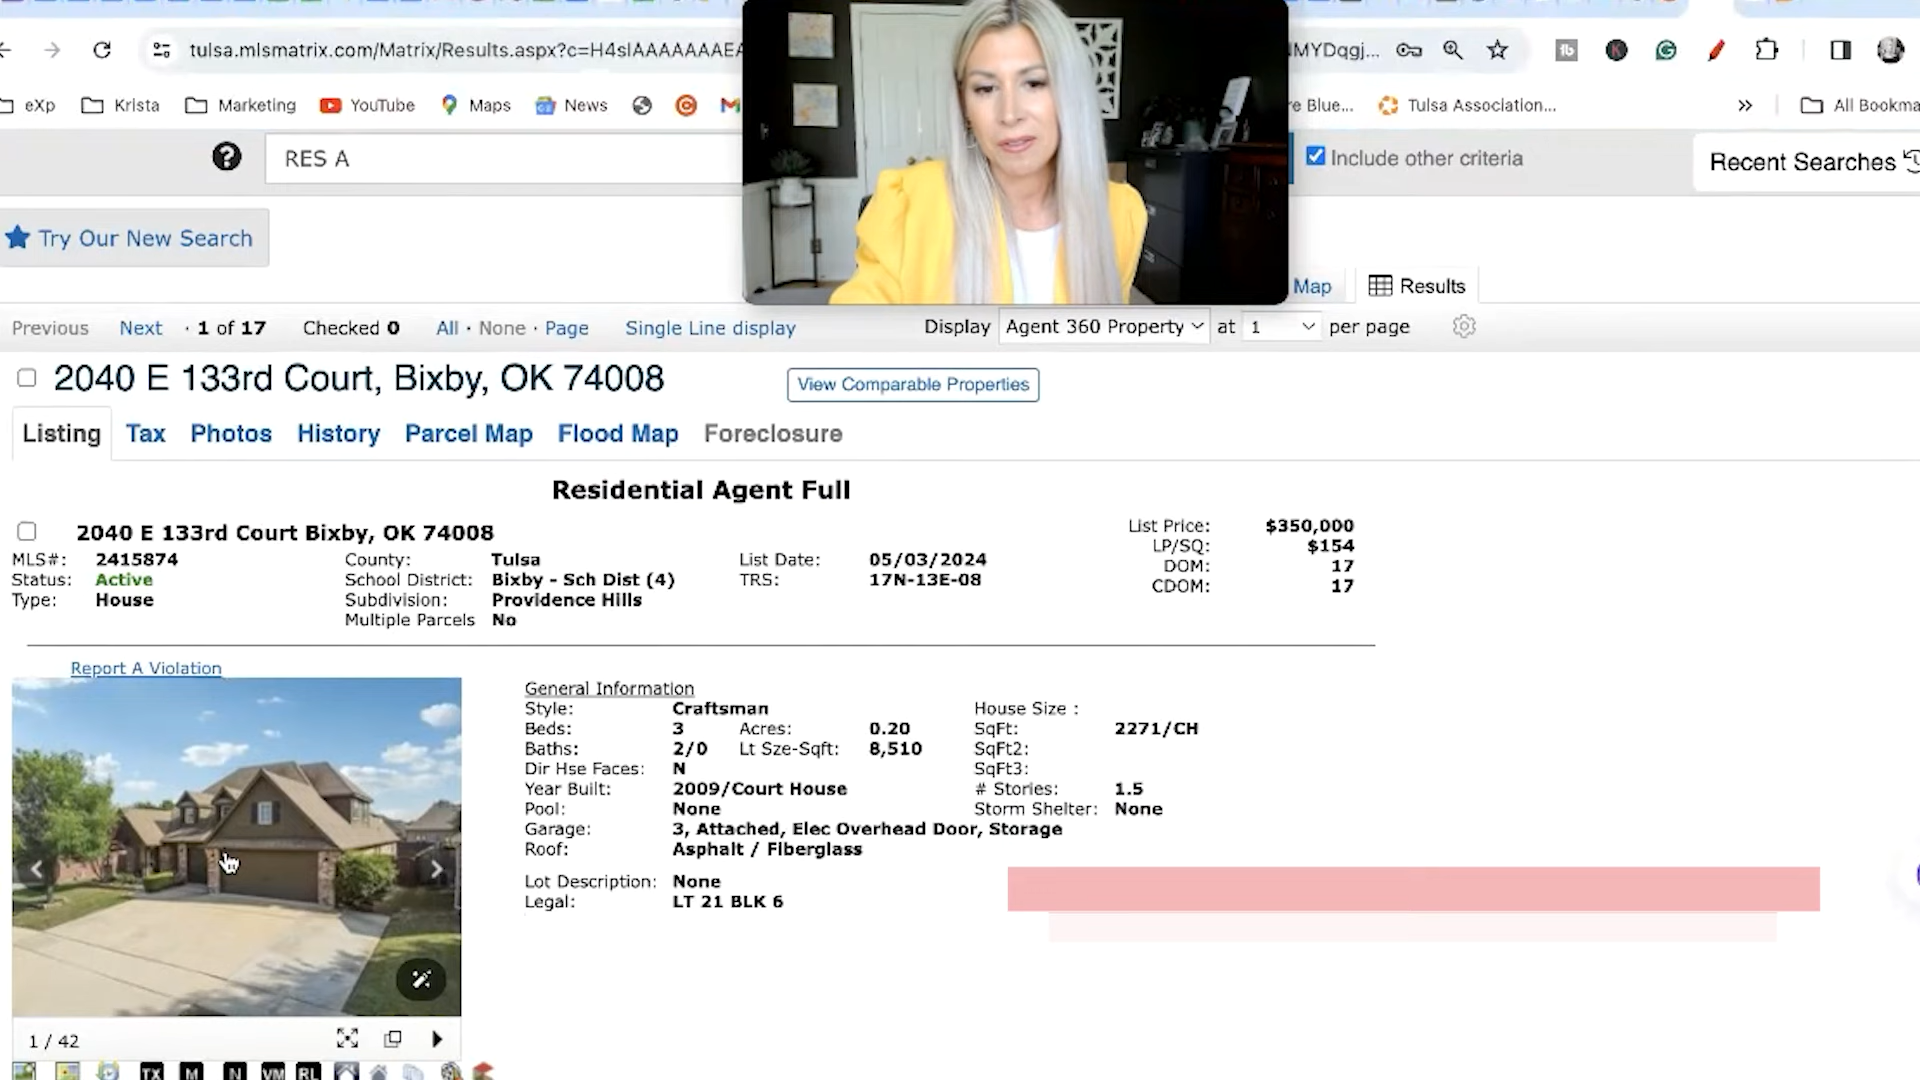 tulsa.mlsmatrix.com/Matrix/Results.aspx?c=H4sIAAAAAAAEA
MYDqgj...
eXp Krista Marketing YouTube Maps News
re Blue... Tulsa Association... » All Bookma
RES A
Include other criteria
Recent Searches
Try Our New Search
Map Results
Previous Next · 1 of 17 Checked 0 All · None · Page Single Line display Display Agent 360 Property at 1 per page
2040 E 133rd Court, Bixby, OK 74008
View Comparable Properties
Listing Tax Photos History Parcel Map Flood Map Foreclosure
Residential Agent Full
2040 E 133rd Court Bixby, OK 74008
List Price: $350,000
LP/SQ: $154
DOM: 17
CDOM: 17
MLS#: 2415874 County: Tulsa List Date: 05/03/2024
Status: Active School District: Bixby - Sch Dist (4) TRS: 17N-13E-08
Type: House Subdivision: Providence Hills
Multiple Parcels No
Report A Violation
General Information
Style: Craftsman House Size :
Beds: 3 Acres: 0.20 SqFt: 2271/CH
Baths: 2/0 Lt Sze-Sqft: 8,510 SqFt2:
Dir Hse Faces: N SqFt3:
Year Built: 2009/Court House # Stories: 1.5
Pool: None Storm Shelter: None
Garage: 3, Attached, Elec Overhead Door, Storage
Roof: Asphalt / Fiberglass
Lot Description: None
Legal: LT 21 BLK 6
1 / 42
TX M N VM RL